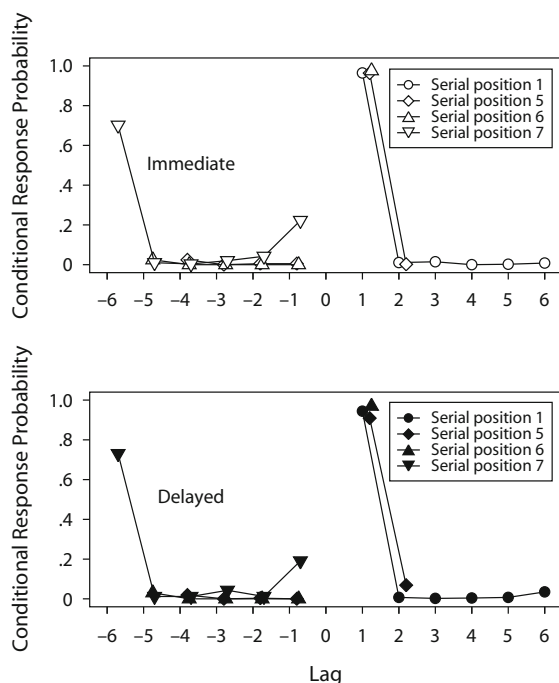 Conditional Response Probability
1.0
.8
.6
.4
.2
0
Immediate
Serial position 1
Serial position 5
Serial position 6
Serial position 7
–6 –5 –4 –3 –2 –1 0 1 2 3 4 5 6
Conditional Response Probability
1.0
.8
.6
.4
.2
0
Delayed
Serial position 1
Serial position 5
Serial position 6
Serial position 7
–6 –5 –4 –3 –2 –1 0 1 2 3 4 5 6
Lag